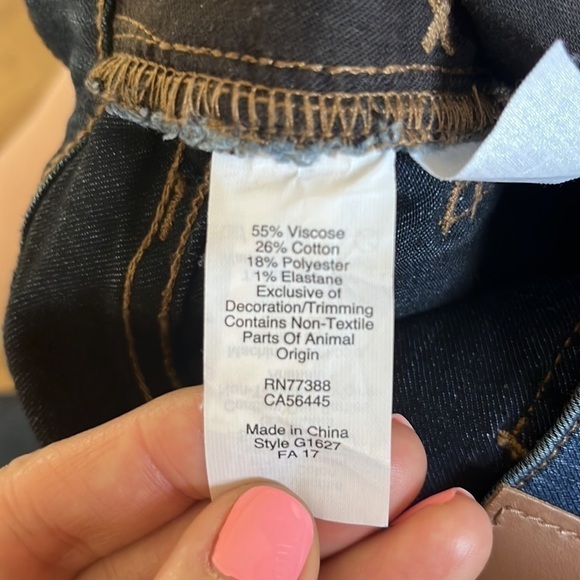 55% Viscose
26% Cotton
18% Polyester
1% Elastane
Exclusive of
Decoration/Trimming
Contains Non-Textile
Parts Of Animal
Origin
RN77388
CA56445
Made in China
Style G1627
FA 17